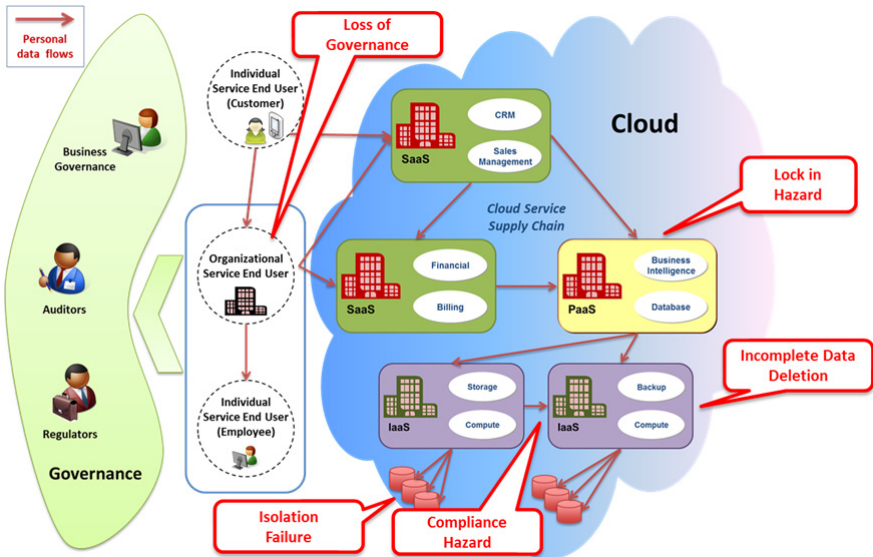 Personal
data flows
Loss of
Governance
Individual
Service End User
(Customer)
Business
Governance
Auditors
Regulators
Governance
Organizational
Service End User
Individual
Service End User
(Employee)
Cloud
SaaS
CRM
Sales
Management
Cloud Service
Supply Chain
Lock in
Hazard
SaaS
Financial
Billing
PaaS
Business
Intelligence
Database
Incomplete Data
Deletion
IaaS
Storage
Compute
IaaS
Backup
Compute
Isolation
Failure
Compliance
Hazard